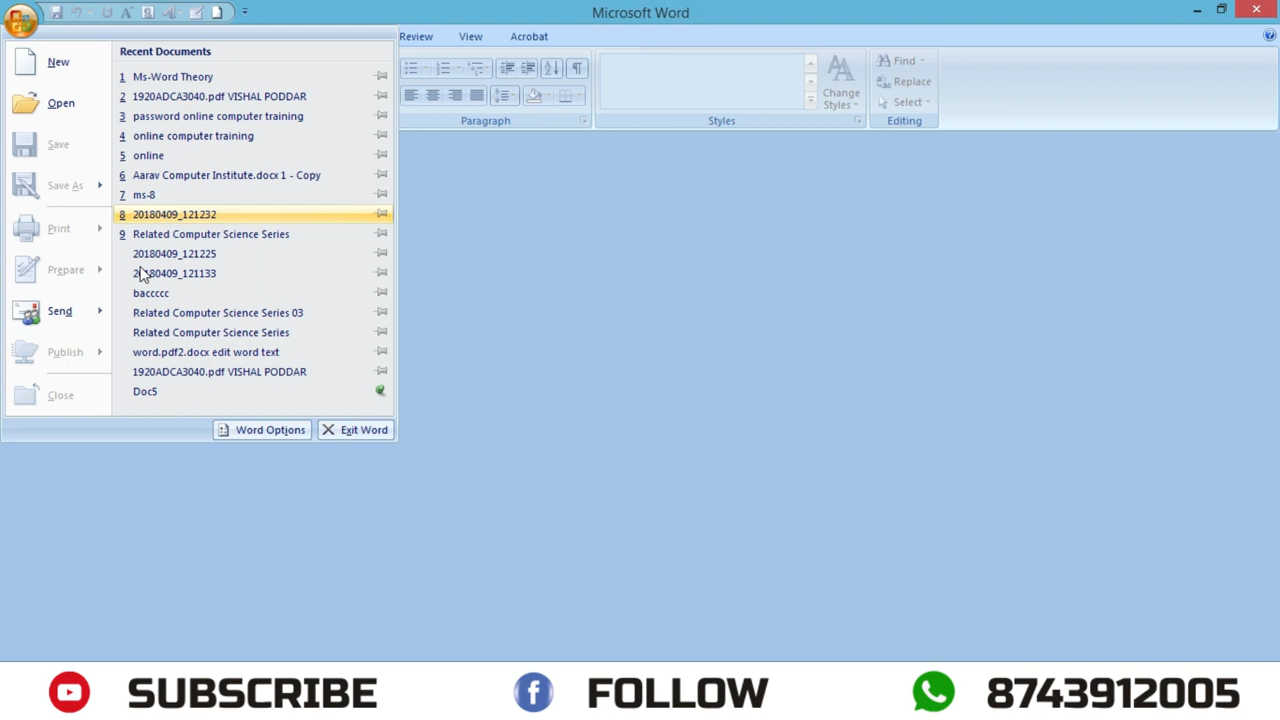 Microsoft Word
Review
View
Acrobat
Recent Documents
New
Open
Save
Save As
Print
Prepare
Send
Publish
Close
1 Ms-Word Theory
2 1920ADCA3040.pdf VISHAL PODDAR
3 password online computer training
4 online computer training
5 online
6 Aarav Computer Institute.docx 1 - Copy
7 ms-8
8 20180409_121232
9 Related Computer Science Series
20180409_121225
20180409_121133
baccccc
Related Computer Science Series 03
Related Computer Science Series
word.pdf2.docx edit word text
1920ADCA3040.pdf VISHAL PODDAR
Doc5
Word Options
Exit Word
Paragraph
Change
Styles
Styles
Find
Replace
Select
Editing
SUBSCRIBE
FOLLOW
8743912005